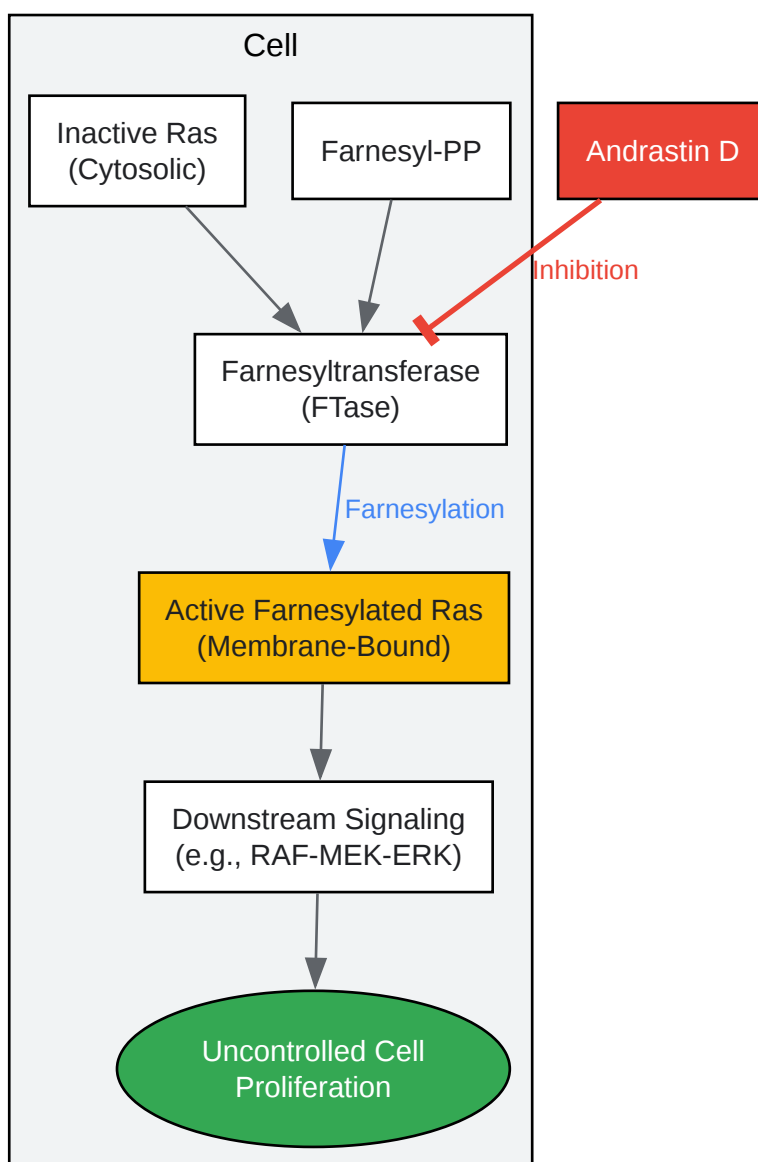 Cell
Inactive Ras
(Cytosolic)
Farnesyl-PP
Andrastin D
Inhibition
Farnesyltransferase
(FTase)
Farnesylation
Active Farnesylated Ras
(Membrane-Bound)
Downstream Signaling
(e.g., RAF-MEK-ERK)
Uncontrolled Cell
Proliferation